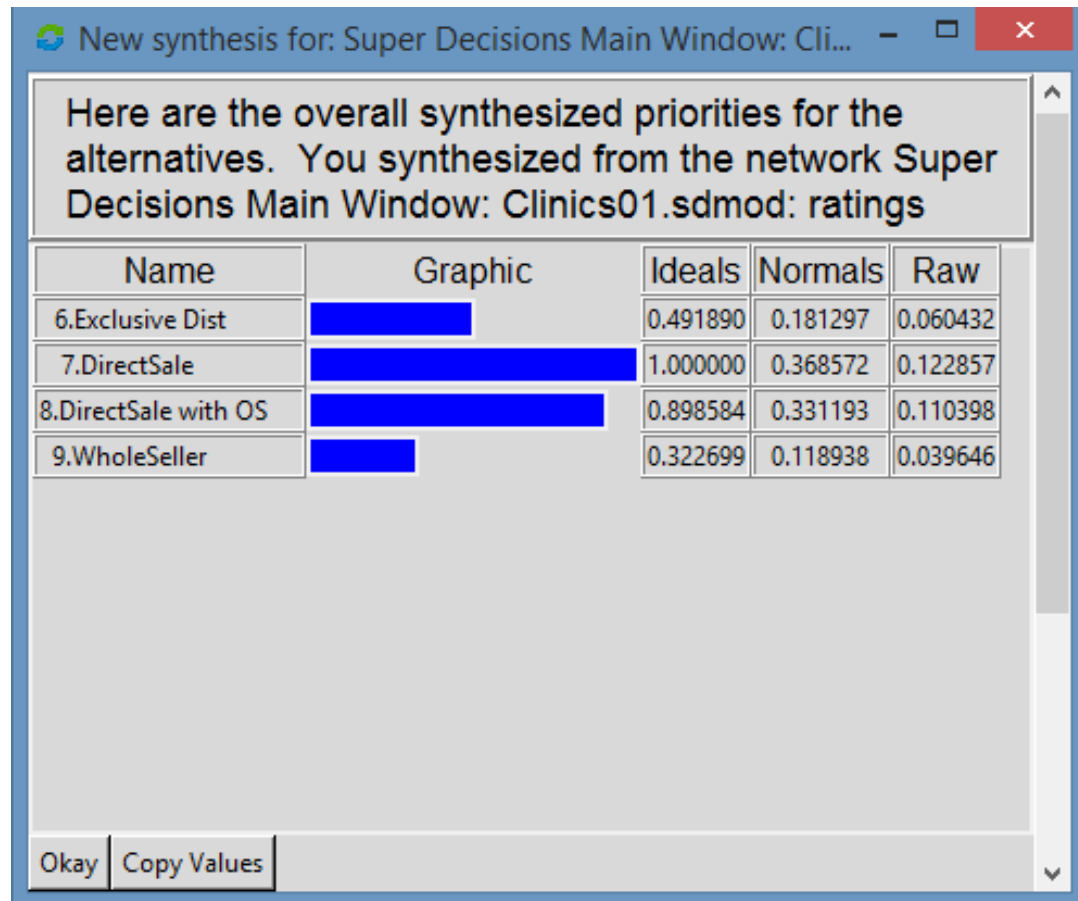 New synthesis for: Super Decisions Main Window: Cli...
Here are the overall synthesized priorities for the
alternatives.  You synthesized from the network Super
Decisions Main Window: Clinics01.sdmod: ratings
Name Graphic Ideals Normals Raw
6.Exclusive Dist 0.491890 0.181297 0.060432
7.DirectSale 1.000000 0.368572 0.122857
8.DirectSale with OS 0.898584 0.331193 0.110398
9.WholeSeller 0.322699 0.118938 0.039646
Okay Copy Values